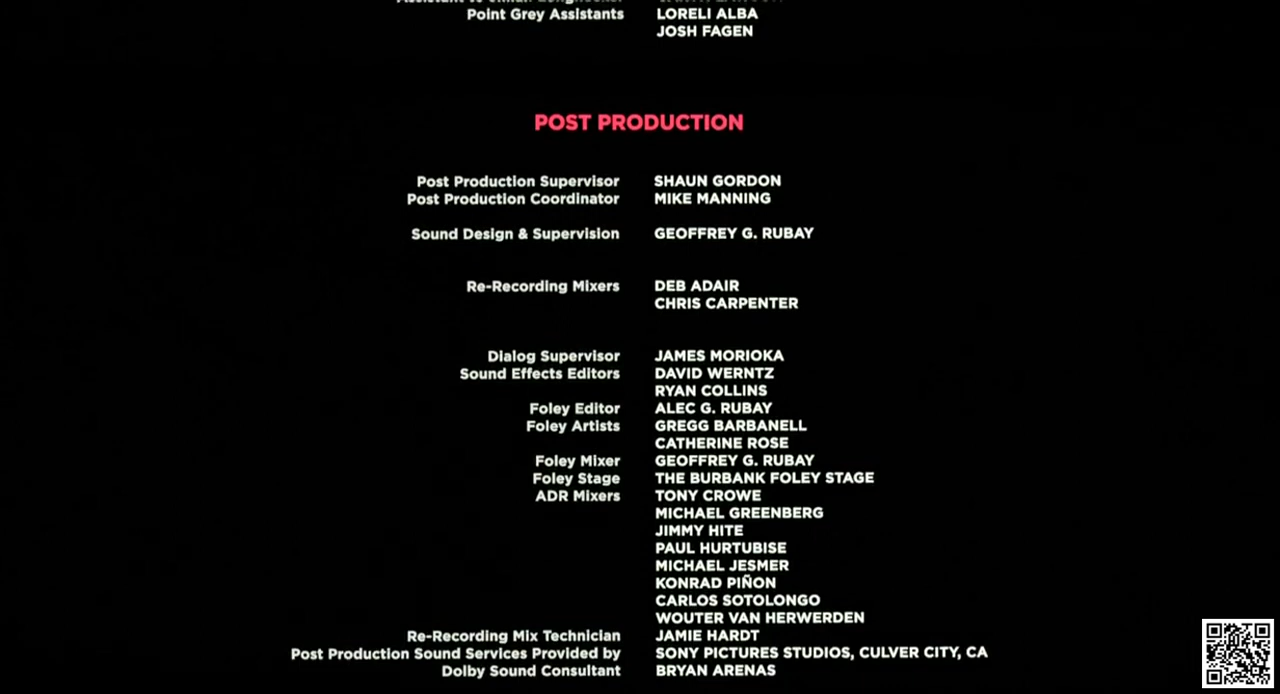 Point Grey Assistants LORELI ALBA
JOSH FAGEN
POST PRODUCTION
Post Production Supervisor SHAUN GORDON
Post Production Coordinator MIKE MANNING
Sound Design & Supervision GEOFFREY G. RUBAY
Re-Recording Mixers DEB ADAIR
CHRIS CARPENTER
Dialog Supervisor JAMES MORIOKA
Sound Effects Editors DAVID WERNTZ
RYAN COLLINS
Foley Editor ALEC G. RUBAY
Foley Artists GREGG BARBANELL
CATHERINE ROSE
Foley Mixer GEOFFREY G. RUBAY
Foley Stage THE BURBANK FOLEY STAGE
ADR Mixers TONY CROWE
MICHAEL GREENBERG
JIMMY HITE
PAUL HURTUBISE
MICHAEL JESMER
KONRAD PIÑON
CARLOS SOTOLONGO
WOUTER VAN HERWERDEN
Re-Recording Mix Technician JAMIE HARDT
Post Production Sound Services Provided by SONY PICTURES STUDIOS, CULVER CITY, CA
Dolby Sound Consultant BRYAN ARENAS